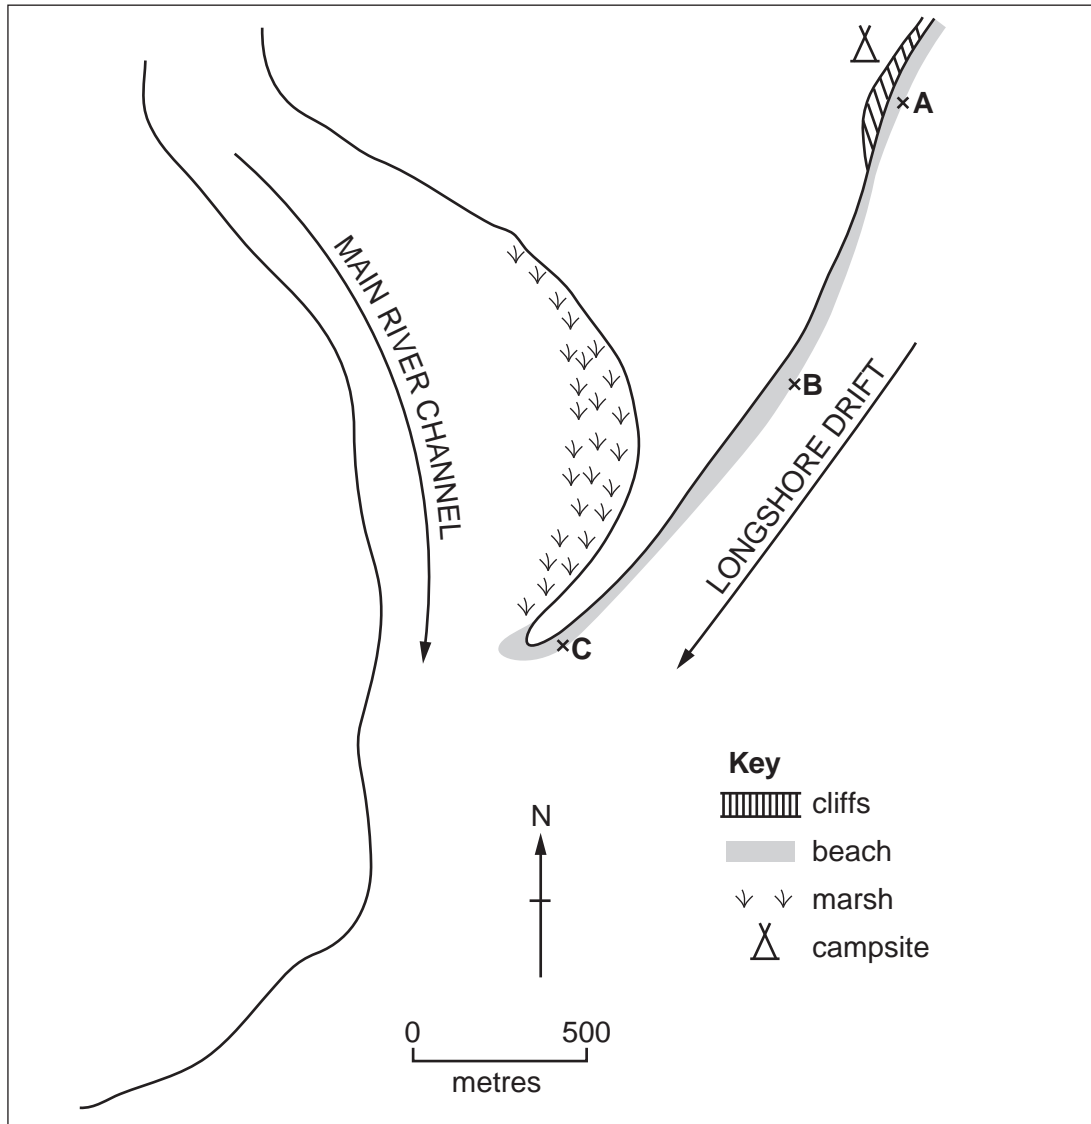 A
MAIN RIVER CHANNEL
B
LONGSHORE DRIFT
C
Key
cliffs
beach
marsh
campsite
N
0 500
metres